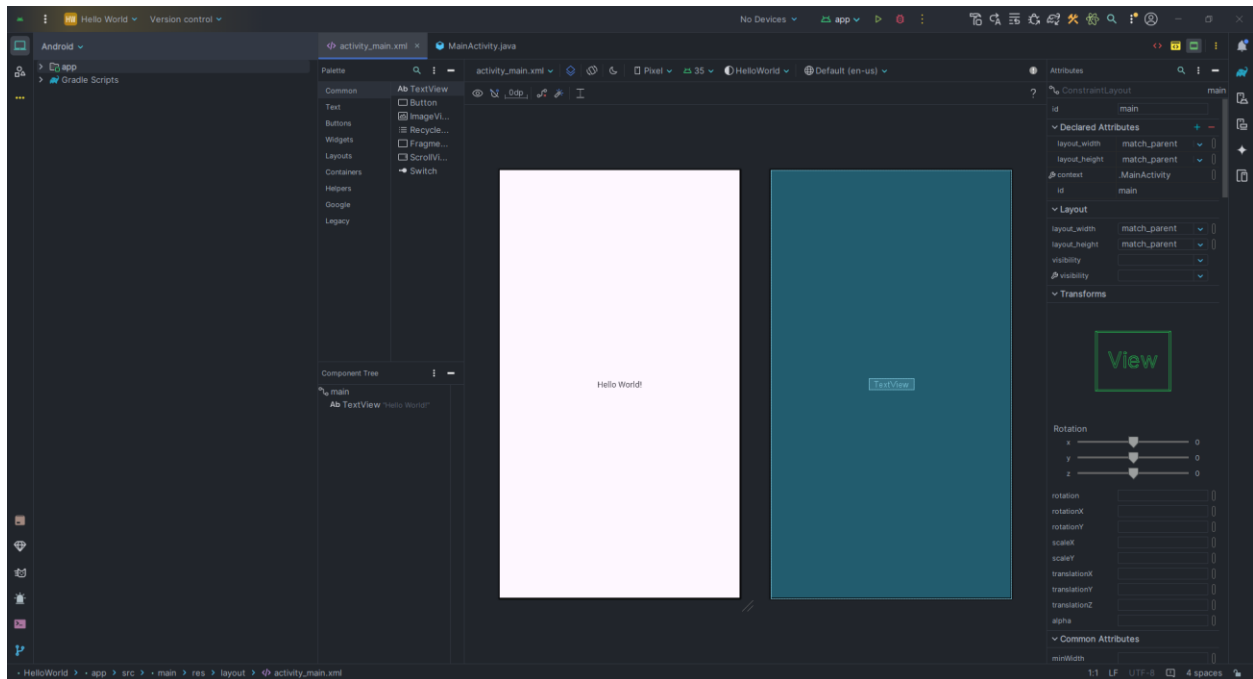 HW Hello World Version control No Devices app
Android
activity_main.xml MainActivity.java
app
Gradle Scripts
Palette
Common
Text
Buttons
Widgets
Layouts
Containers
Helpers
Google
Legacy
Ab TextView
Button
ImageVi...
Recycle...
Fragme...
ScrollVi...
Switch
activity_main.xml Pixel 35 HelloWorld Default (en-us)
0dp
?
Hello World!
TextView
Component Tree
main
Ab TextView "Hello World!"
Attributes
ConstraintLayout main
id main
Declared Attributes
layout_width match_parent
layout_height match_parent
context .MainActivity
id main
Layout
layout_width match_parent
layout_height match_parent
visibility
visibility
Transforms
View
Rotation
x 0
y 0
z 0
rotation
rotationX
rotationY
scaleX
scaleY
translationX
translationY
translationZ
alpha
Common Attributes
minWidth
HelloWorld > app > src > main > res > layout > activity_main.xml 1:1 LF UTF-8 4 spaces